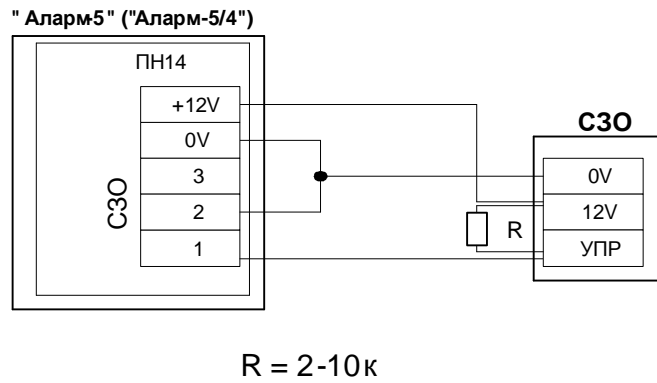 " Аларм-5" ("Аларм-5/4")
ПН14
СЗО
+12V
0V
3
2
1
СЗО
0V
12V
УПР
R
R = 2-10к